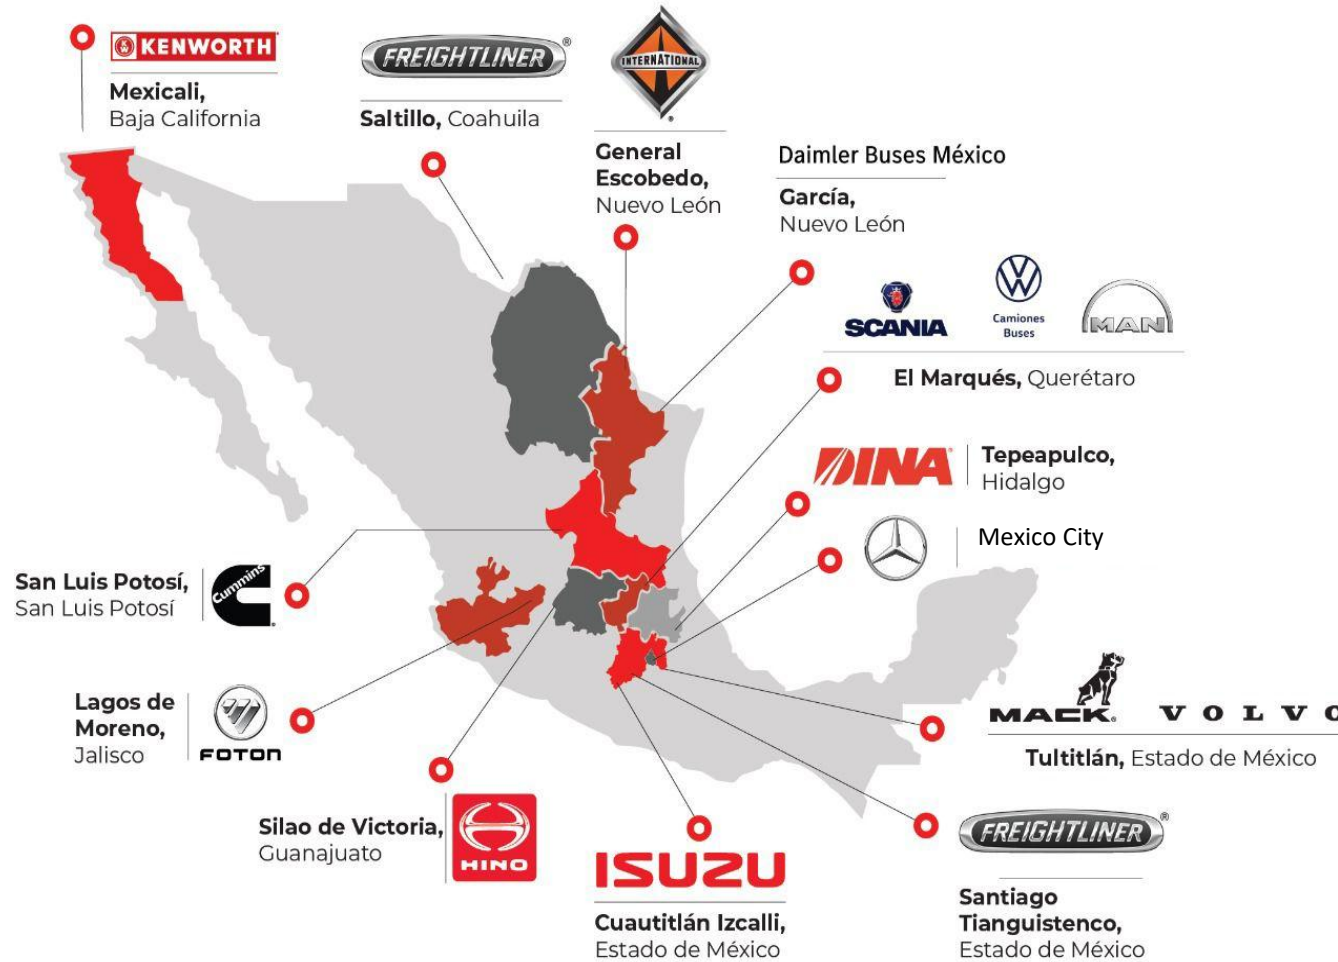 KENWORTH
Mexicali,
Baja California
FREIGHTLINER
®
Saltillo, Coahuila
INTERNATIONAL
®
General
Escobedo,
Nuevo León
Daimler Buses México
García,
Nuevo León
SCANIA
Camiones
Buses
MAN
El Marqués, Querétaro
DINA
Tepeapulco,
Hidalgo
Mexico City
San Luis Potosí,
San Luis Potosí
Cummins
Lagos de
Moreno,
Jalisco
FOTON
Silao de Victoria,
Guanajuato
HINO
ISUZU
Cuautitlán Izcalli,
Estado de México
MACK® VOLVO
Tultitlán, Estado de México
FREIGHTLINER
®
Santiago
Tianguistenco,
Estado de México